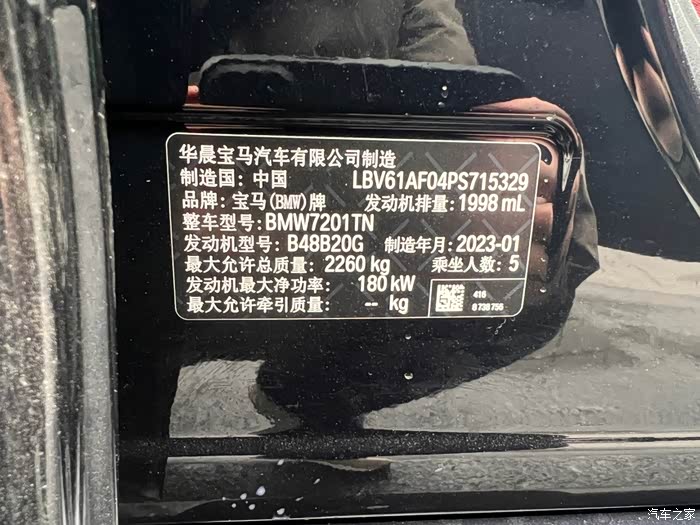 华晨宝马汽车有限公司制造
制造国：中国 LBV61AF04PS715329
品牌：宝马(BMW)牌 发动机排量：1998 mL
整车型号：BMW7201TN
发动机型号：B48B20G 制造年月：2023-01
最大允许总质量：2260 kg 乘坐人数：5
发动机最大净功率： 180 kW
最大允许牵引质量： -- kg
416
8738756
汽车之家